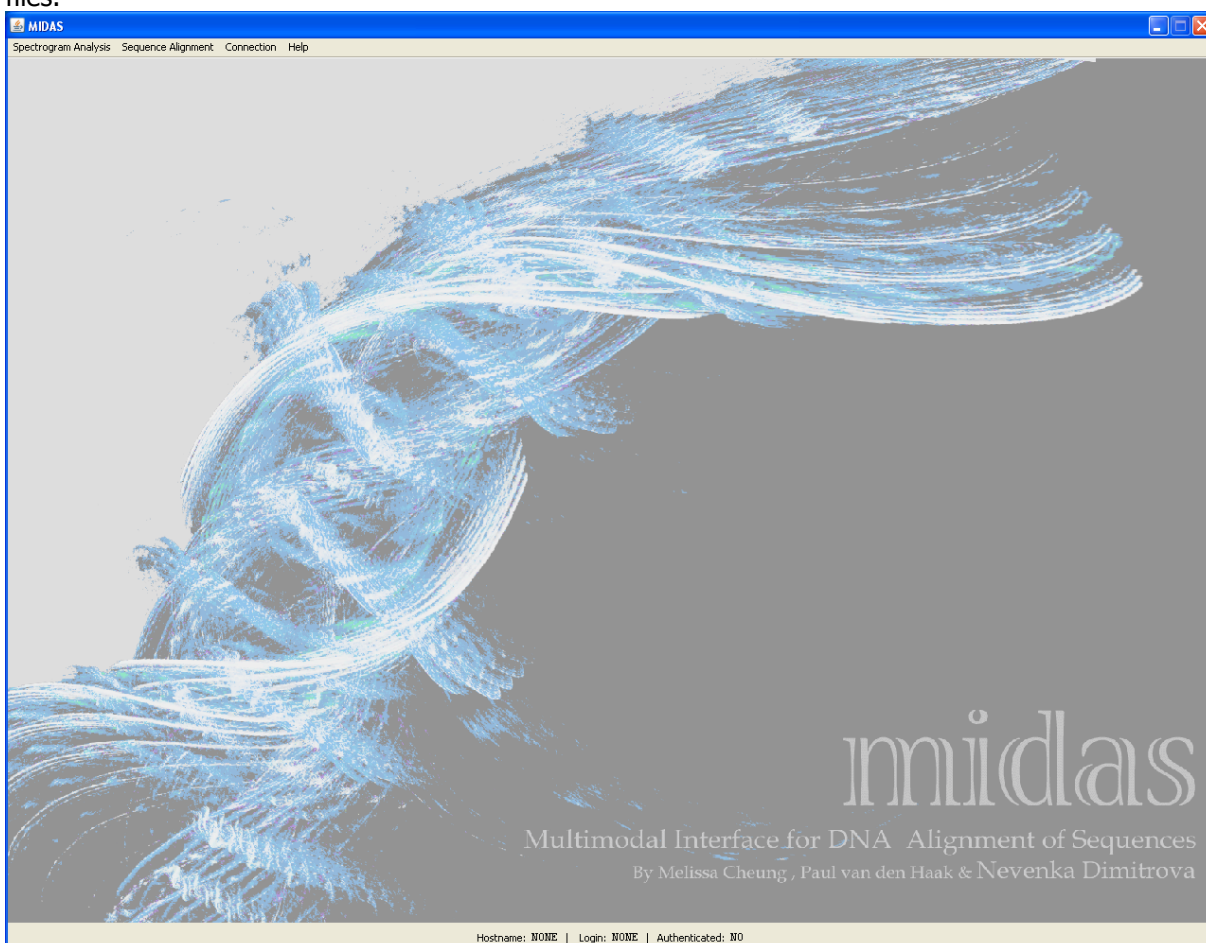 files.
MIDAS
Spectrogram Analysis Sequence Alignment Connection Help
midas
Multimodal Interface for DNA Alignment of Sequences
By Melissa Cheung , Paul van den Haak & Nevenka Dimitrova
Hostname: NONE | Login: NONE | Authenticated: NO